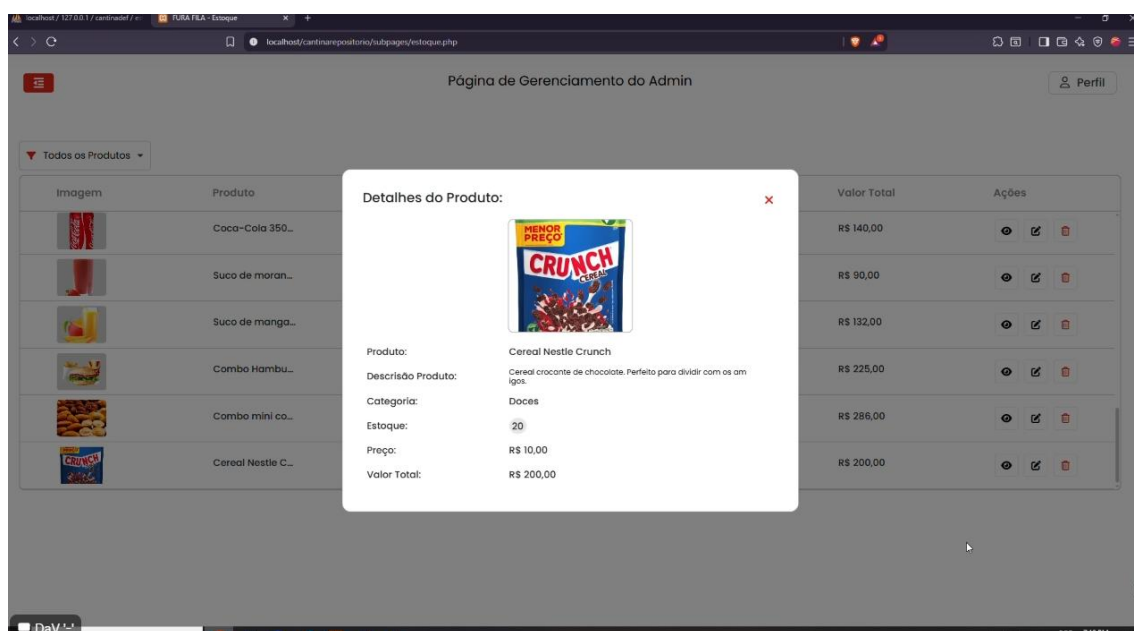 localhost / 127.0.0.1 / cantinadef / e
FURA FILA - Estoque
localhost/cantinarepositorio/subpages/estoque.php
Página de Gerenciamento do Admin
Perfil
Todos os Produtos
Imagem Produto Valor Total Ações
Coca-Cola 350... R$ 140,00
Suco de moran... R$ 90,00
Suco de manga... R$ 132,00
Combo Hambu... R$ 225,00
Combo mini co... R$ 286,00
Cereal Nestle C... R$ 200,00
Detalhes do Produto:
MENOR
PREÇO
CRUNCH
CEREAL
Produto: Cereal Nestle Crunch
Descrisão Produto: Cereal crocante de chocolate. Perfeito para dividir com os am
igos.
Categoria: Doces
Estoque: 20
Preço: R$ 10,00
Valor Total: R$ 200,00
DaV '-'